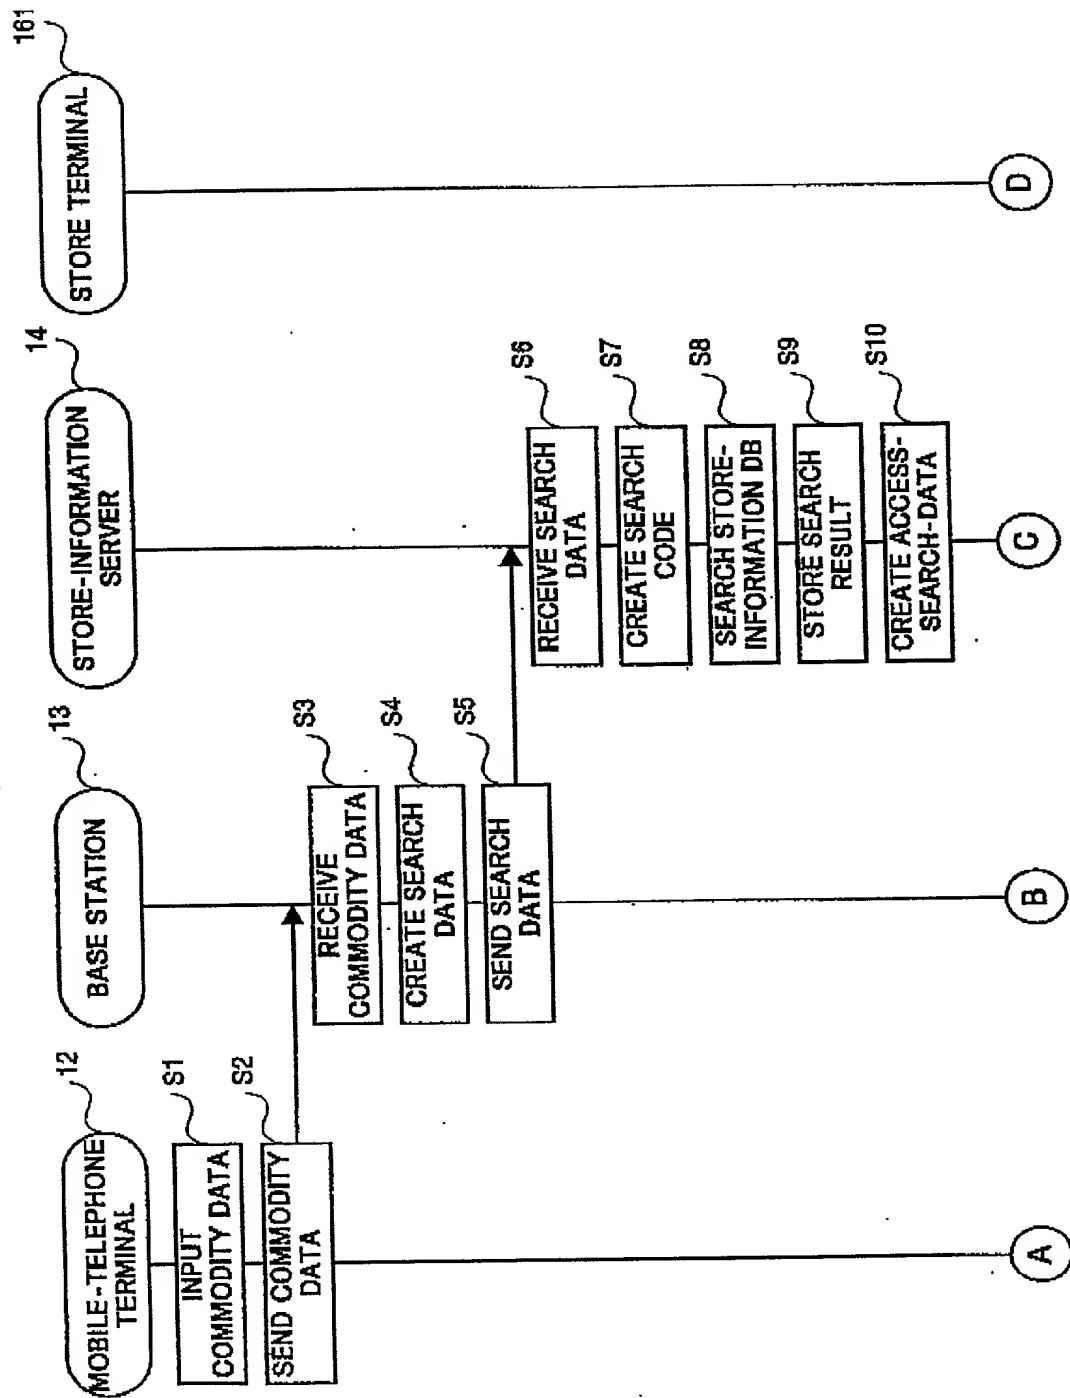 12
MOBILE-TELEPHONE
TERMINAL
13
BASE STATION
14
STORE-INFORMATION
SERVER
161
STORE TERMINAL
S1
INPUT
COMMODITY DATA
S2
SEND COMMODITY
DATA
S3
RECEIVE
COMMODITY DATA
S4
CREATE SEARCH
DATA
S5
SEND SEARCH
DATA
S6
RECEIVE SEARCH
DATA
S7
CREATE SEARCH
CODE
S8
SEARCH STORE-
INFORMATION DB
S9
STORE SEARCH
RESULT
S10
CREATE ACCESS-
SEARCH-DATA
A
B
C
D